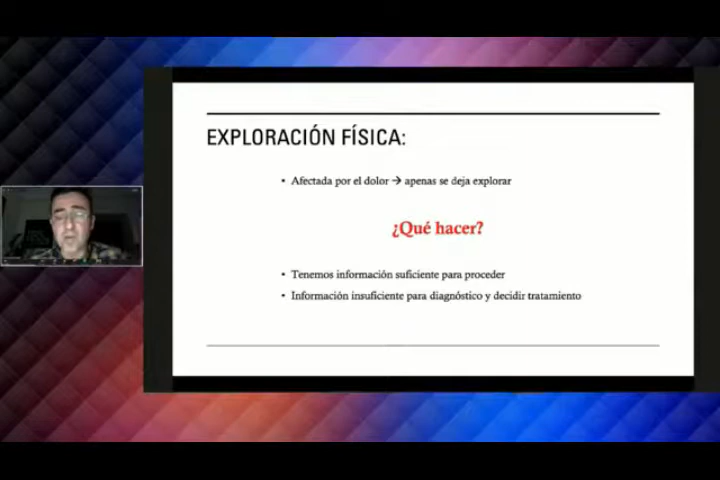 EXPLORACIÓN FÍSICA:
• Afectada por el dolor → apenas se deja explorar
¿Qué hacer?
• Tenemos información suficiente para proceder
• Información insuficiente para diagnóstico y decidir tratamiento